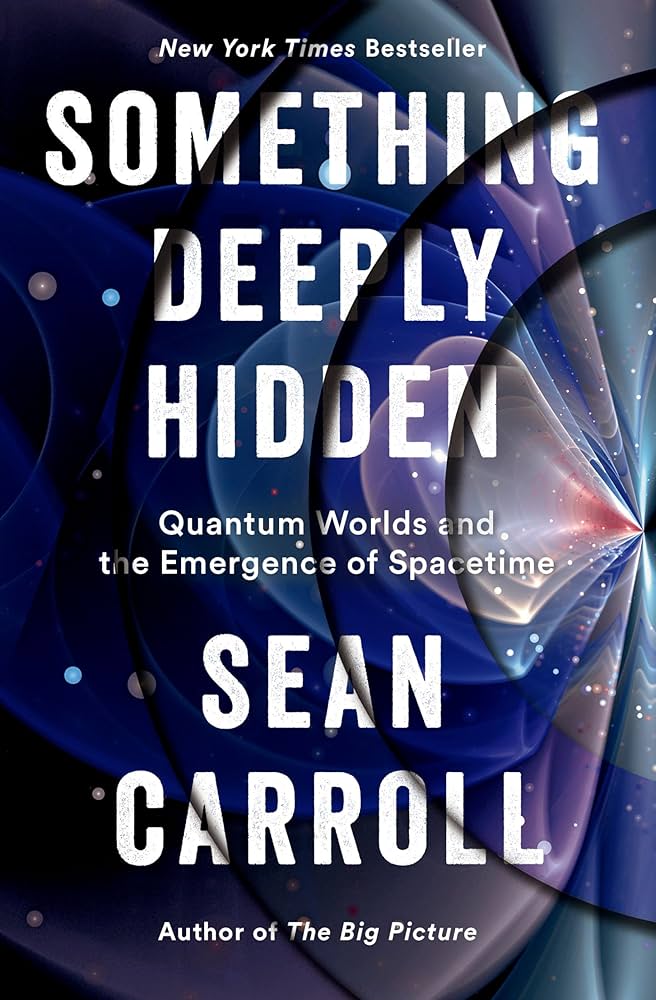 New York Times Bestseller
SOMETHING
DEEPLY
HIDDEN
Quantum Worlds and
the Emergence of Spacetime
SEAN
CARROLL
Author of The Big Picture